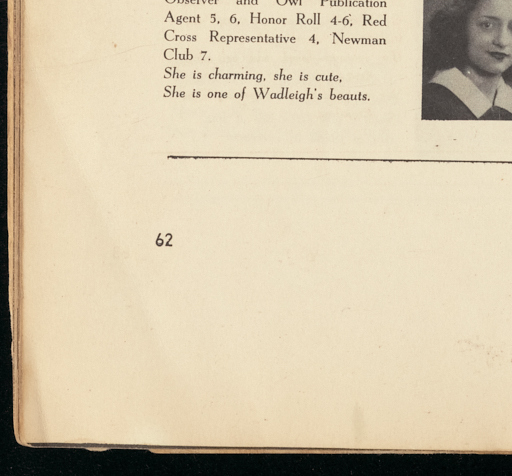 Observer and Owl Publication
Agent 5, 6, Honor Roll 4-6, Red
Cross Representative 4, Newman
Club 7.
She is charming, she is cute,
She is one of Wadleigh's beauts.
62